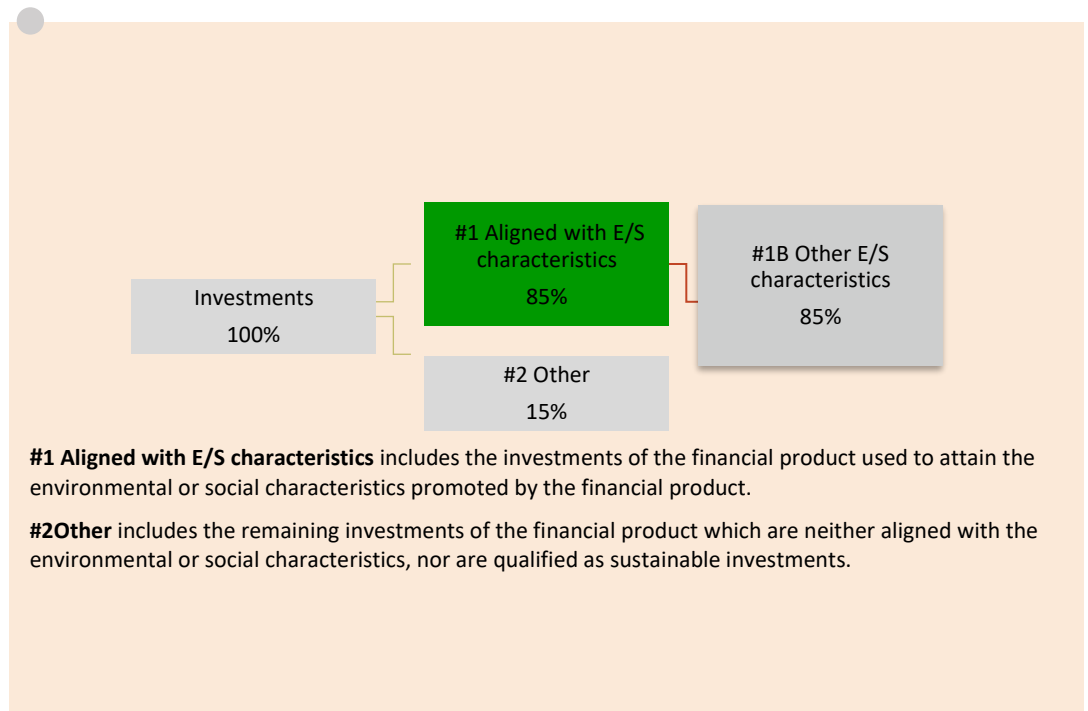 #1 Aligned with E/S
characteristics
85%
#1B Other E/S
characteristics
85%
Investments
100%
#2 Other
15%
#1 Aligned with E/S characteristics includes the investments of the financial product used to attain the
environmental or social characteristics promoted by the financial product.
#2Other includes the remaining investments of the financial product which are neither aligned with the
environmental or social characteristics, nor are qualified as sustainable investments.